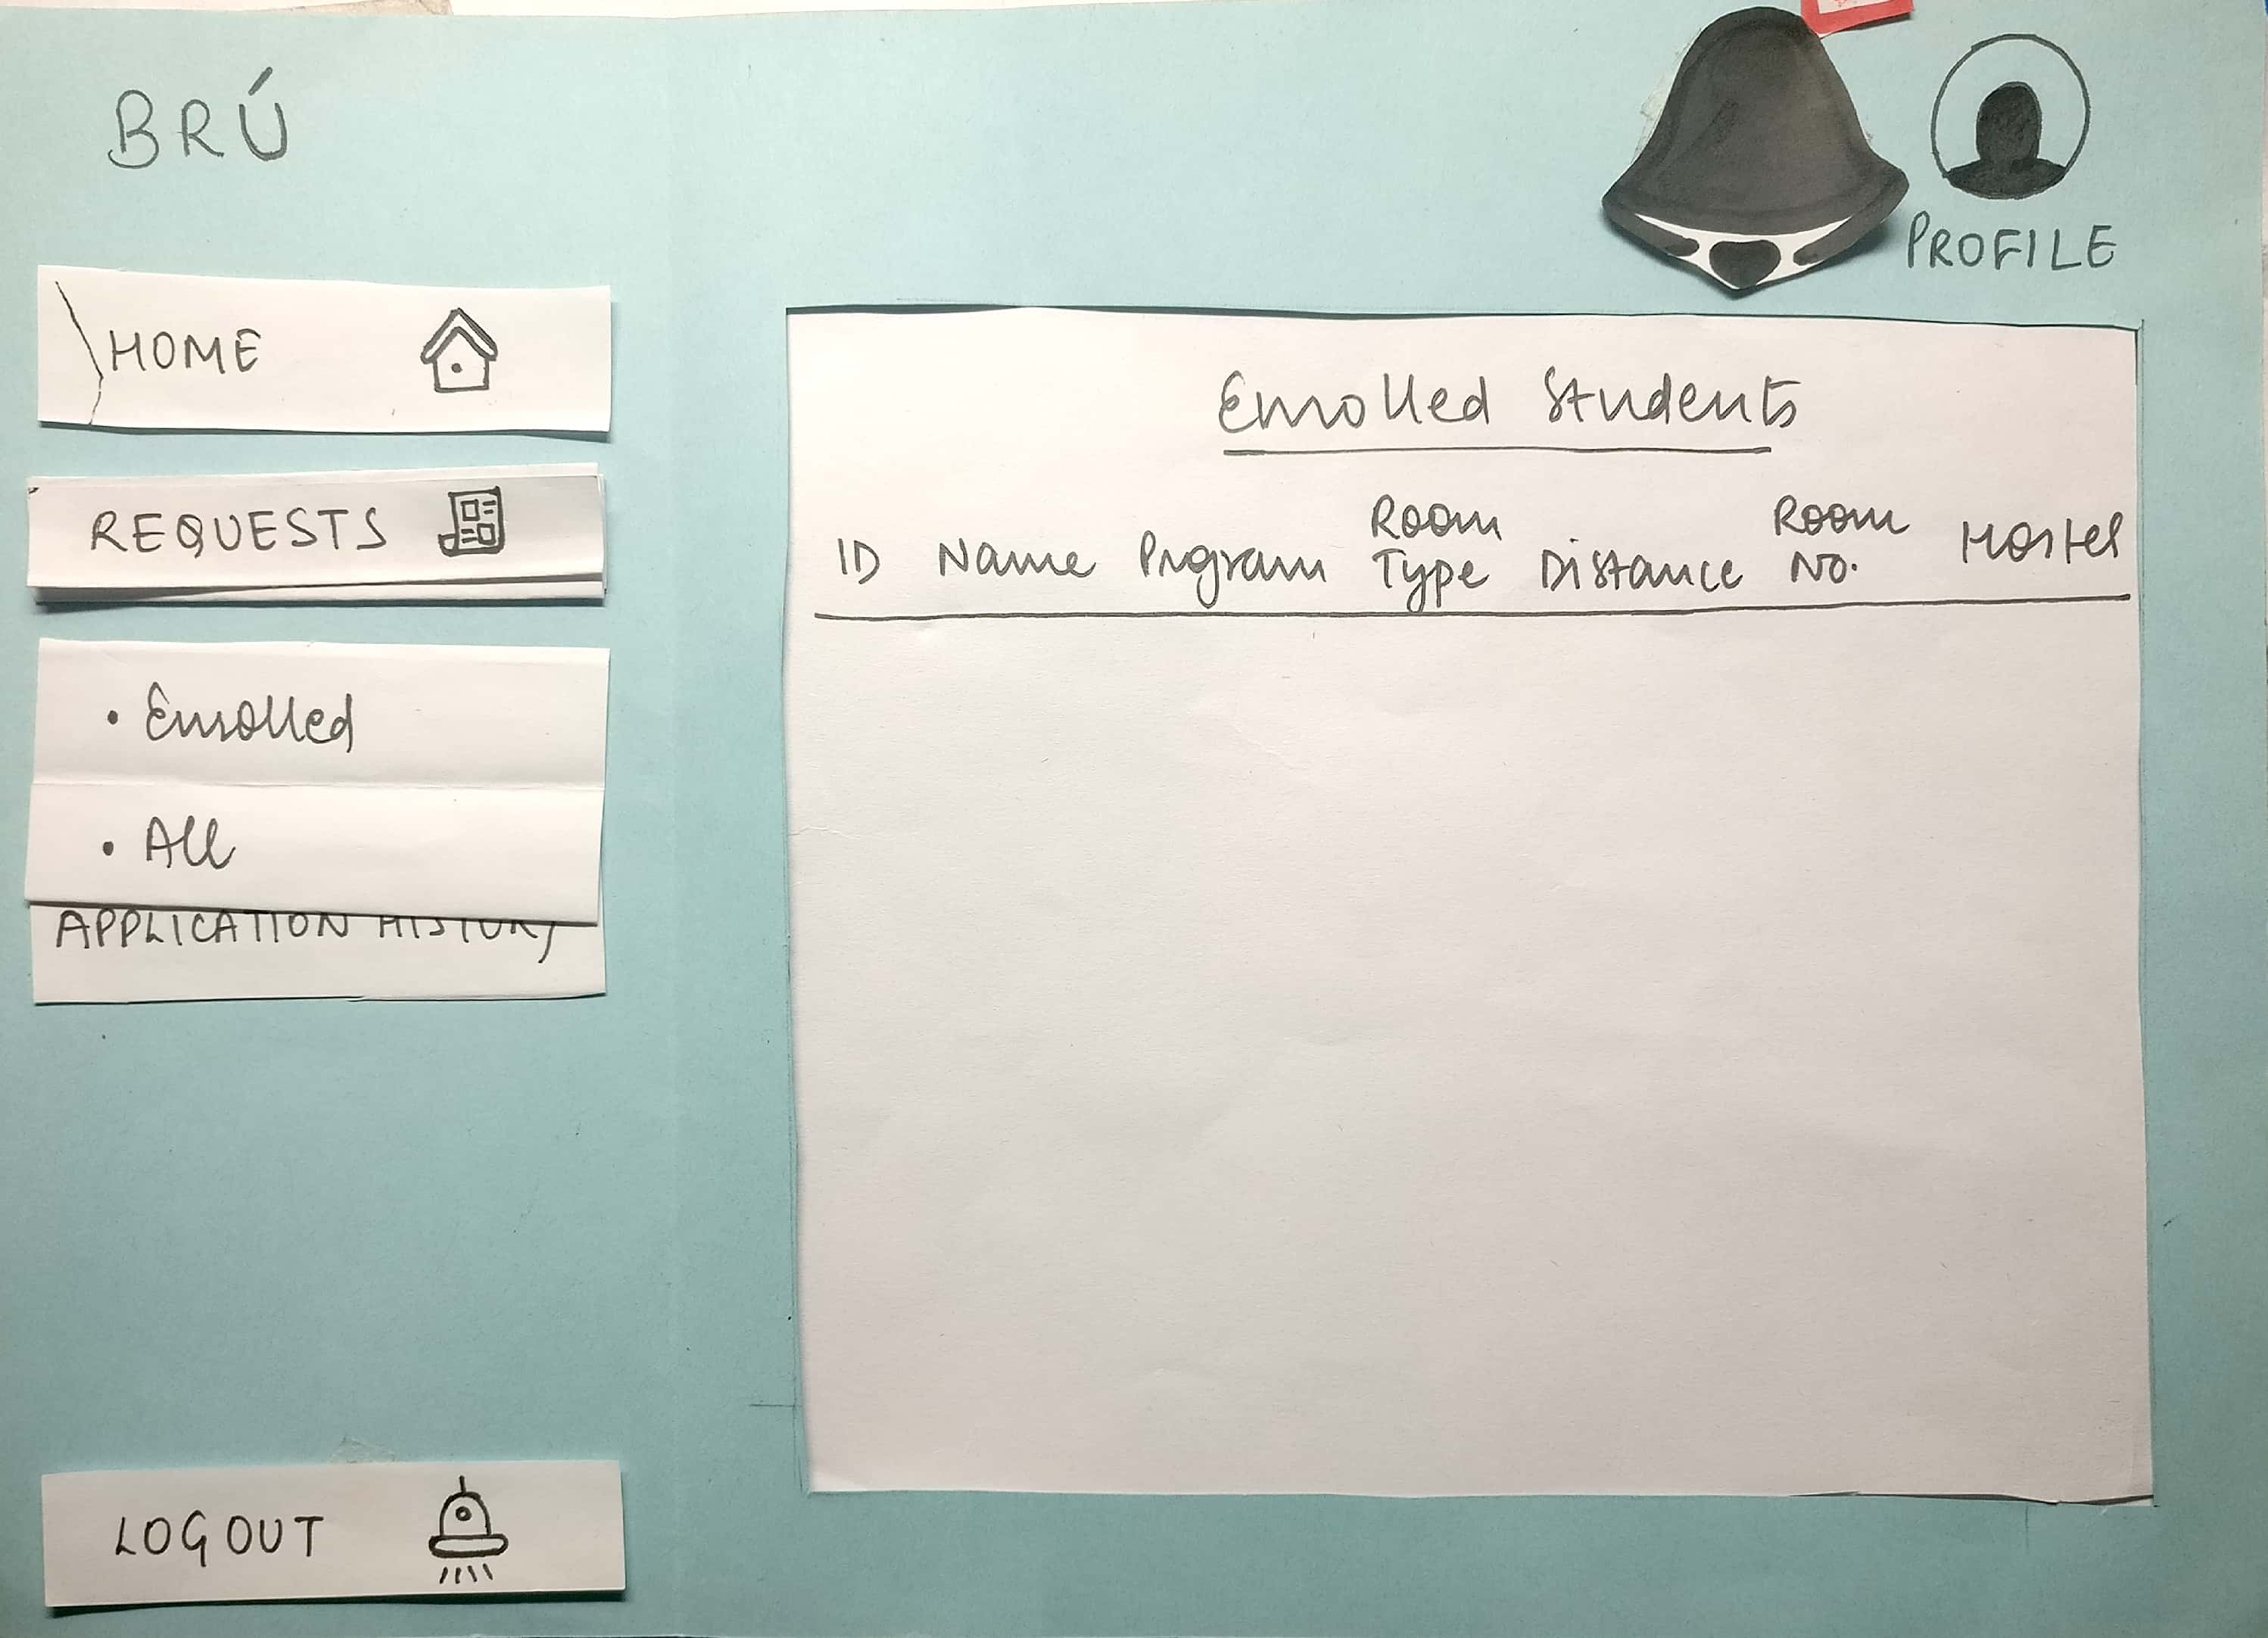 BRÚ
PROFILE
HOME
REQUESTS
• Enrolled
• All
APPLICATION HISTORY
LOGOUT
Enrolled Students
ID Name Program Room Type Distance Room No. Hostel